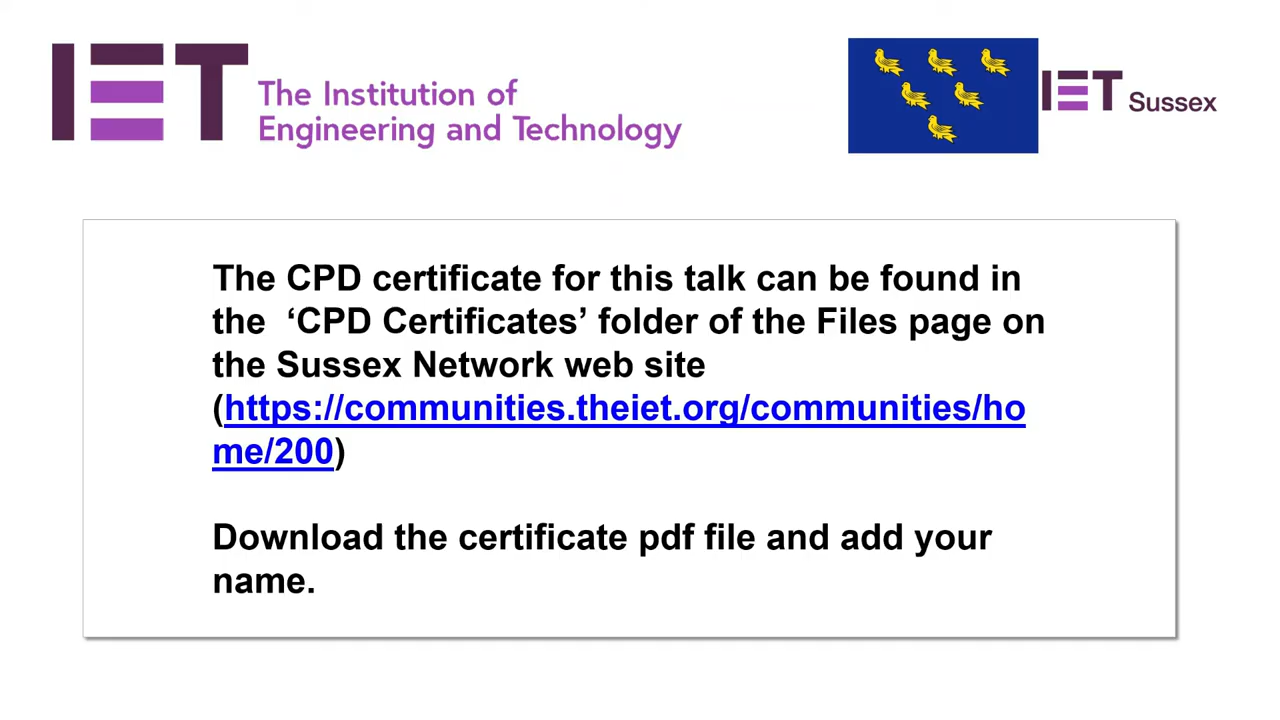 IET The Institution of
Engineering and Technology
IET Sussex
The CPD certificate for this talk can be found in
the ‘CPD Certificates’ folder of the Files page on
the Sussex Network web site
(https://communities.theiet.org/communities/ho
me/200)
Download the certificate pdf file and add your
name.